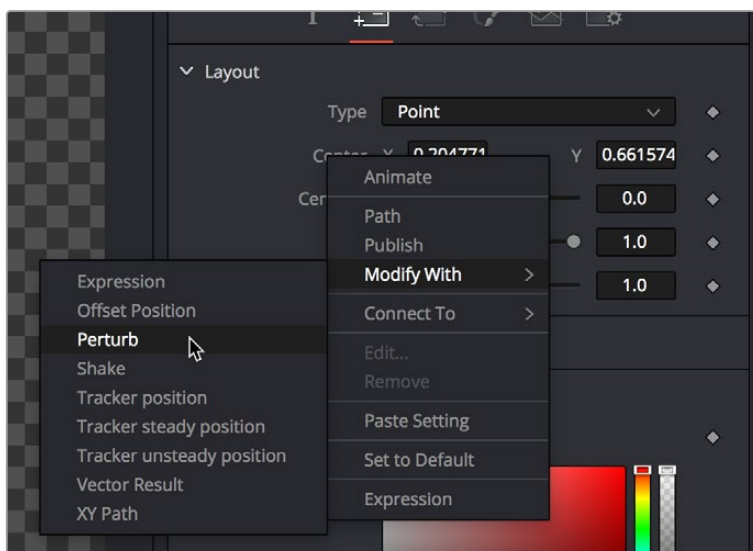 T
Layout
Type Point
Center X 0.204771 Y 0.661574
Animate
Cen 0.0
Path
Publish 1.0
Modify With >
Expression 1.0
Offset Position
Connect To >
Perturb
Edit...
Shake
Remove
Tracker position
Paste Setting
Tracker steady position
Tracker unsteady position
Set to Default
Vector Result
Expression
XY Path